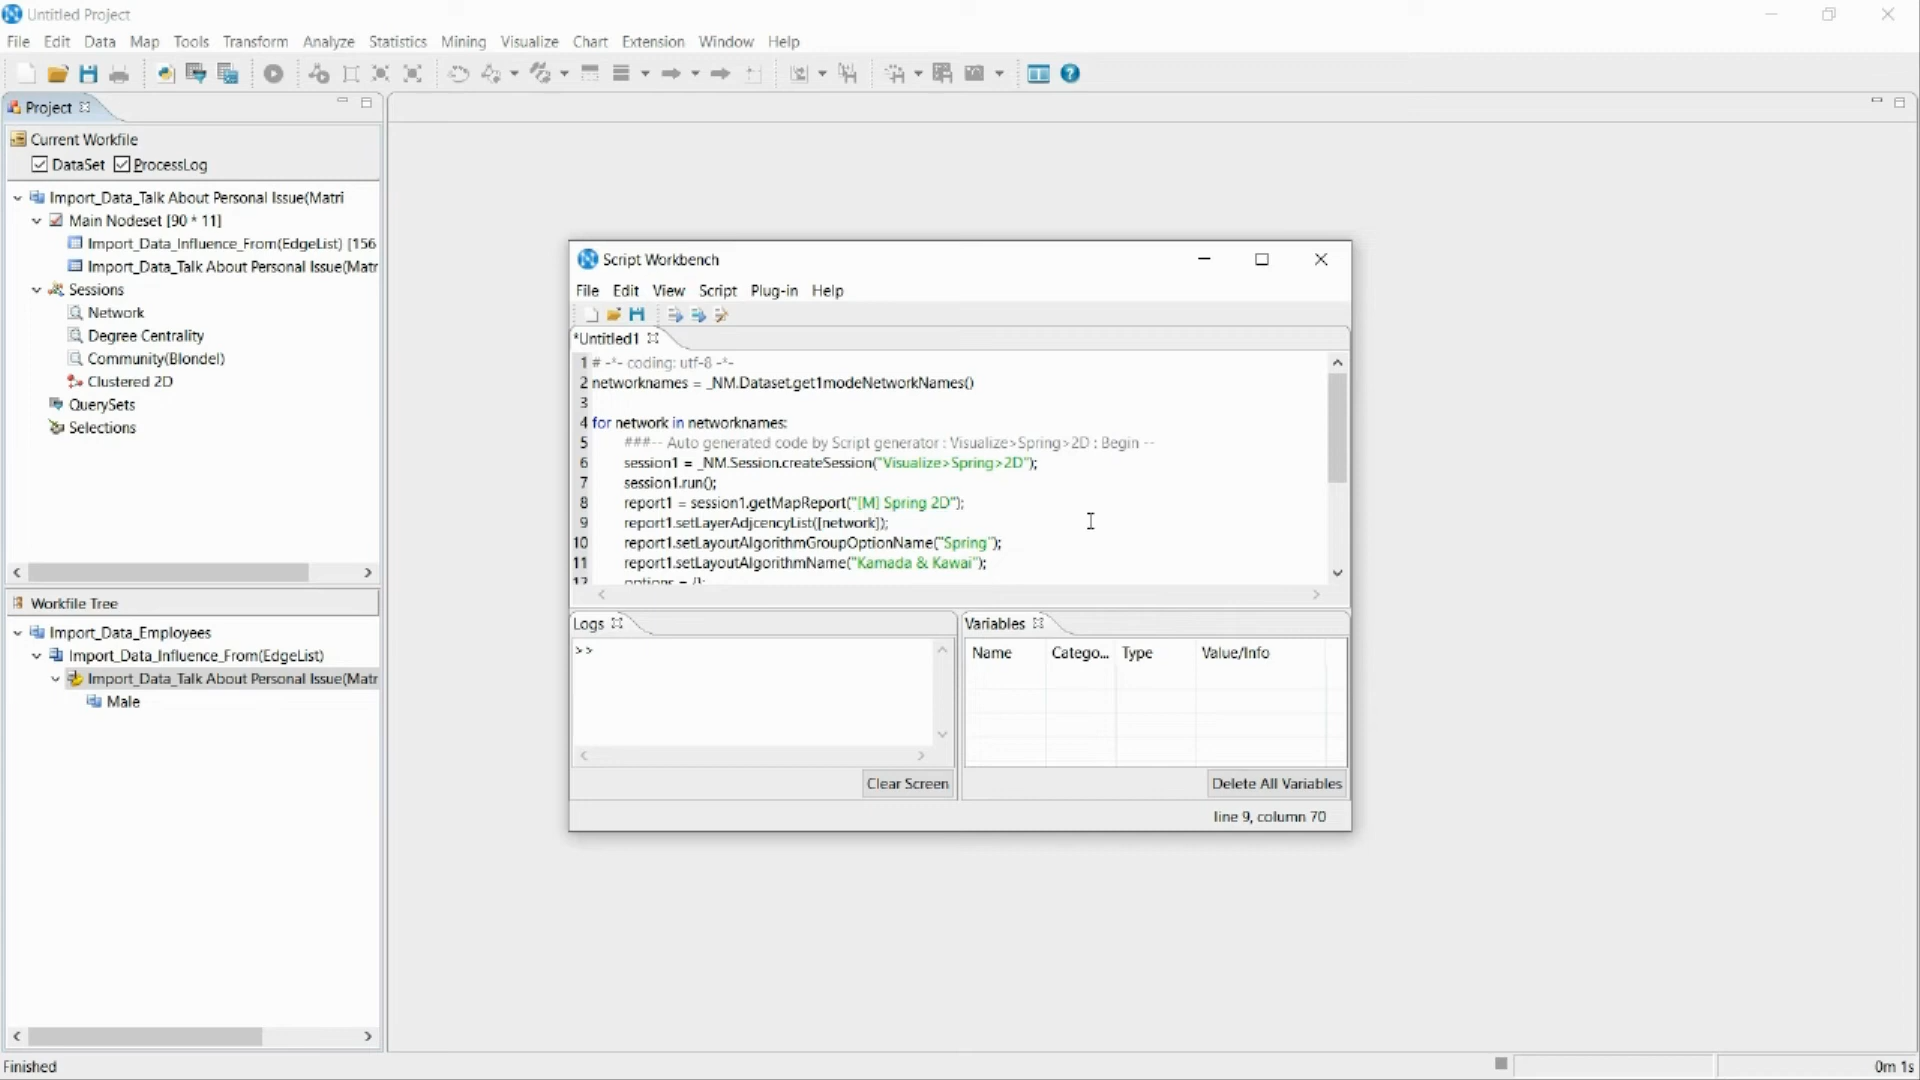 Untitled Project
File Edit Data Map Tools Transform Analyze Statistics Mining Visualize Chart Extension Window Help
Project
Current Workfile
DataSet ProcessLog
Import_Data_Talk About Personal Issue(Matri
Main Nodeset [90 * 11]
Import_Data_Influence_From(EdgeList) [156
Import_Data_Talk About Personal Issue(Matr
Sessions
Network
Degree Centrality
Community(Blondel)
Clustered 2D
QuerySets
Selections
Workfile Tree
Import_Data_Employees
Import_Data_Influence_From(EdgeList)
Import_Data_Talk About Personal Issue(Matr
Male
Finished
0m 1s
Script Workbench
File Edit View Script Plug-in Help
*Untitled1
1 # -*- coding: utf-8 -*-
2 networknames = _NM.Dataset.get1modeNetworkNames()
3
4 for network in networknames:
5 ###-- Auto generated code by Script generator : Visualize>Spring>2D : Begin --
6 session1 = _NM.Session.createSession("Visualize>Spring>2D");
7 session1.run();
8 report1 = session1.getMapReport("[M] Spring 2D");
9 report1.setLayerAdjcencyList([network]);
10 report1.setLayoutAlgorithmGroupOptionName("Spring");
11 report1.setLayoutAlgorithmName("Kamada & Kawai");
12 options = {};
Logs
>>
Clear Screen
Variables
Name Catego... Type Value/Info
Delete All Variables
line 9, column 70